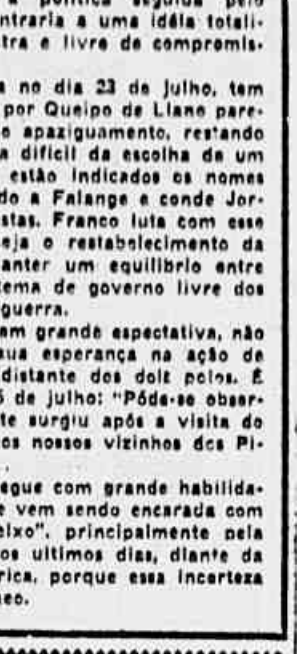 a politica seguida pelo
ntraria a uma idéia totali-
tra e livre de compromis-
a no dia 23 de julho, tem
por Queipo de Llano pare-
o apaziguamento, restando
a dificil da escolha de um
estão indicados os nomes
do a Falange e conde Jor-
stas. Franco luta com esse
eja o restabelecimento da
anter um equilibrio entre
tema de governo livre dos
guerra.
am grande espectativa, não
sua esperança na ação de
distante dos dois polos. É
5 de julho: "Póde-se obser-
te surgiu após a visita do
os nossos vizinhos dos Pi-
egue com grande habilida-
e vem sendo encarada com
eixo", principalmente pela
os ultimos dias, diante da
rica, porque essa incerteza
neo.